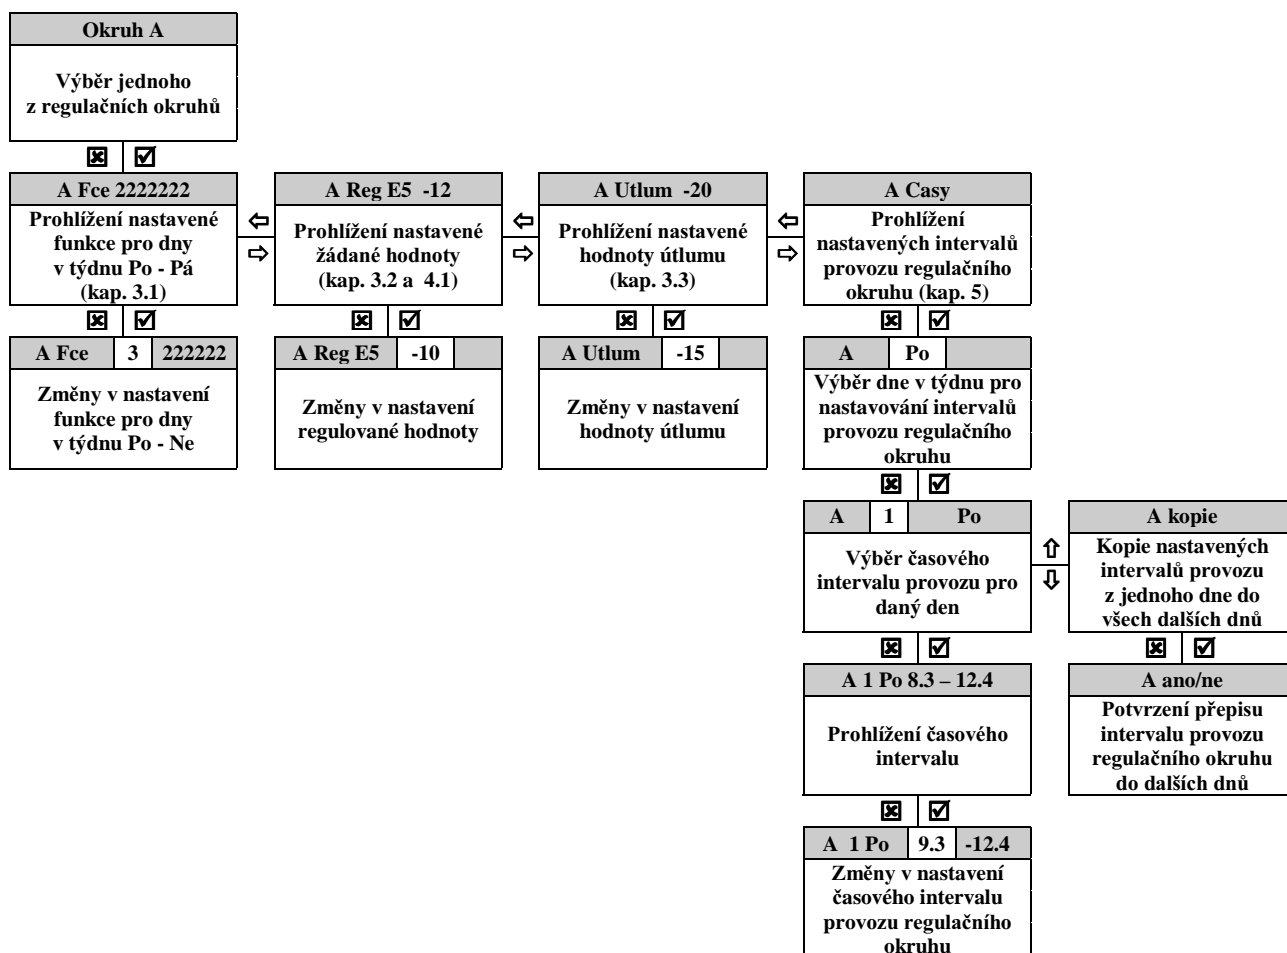 Okruh A
Výběr jednoho
z regulačních okruhů
A Fce 2222222
Prohlížení nastavené
funkce pro dny
v týdnu Po - Pá
(kap. 3.1)
A Reg E5 -12
Prohlížení nastavené
žádané hodnoty
(kap. 3.2 a 4.1)
A Utlum -20
Prohlížení nastavené
hodnoty útlumu
(kap. 3.3)
A Casy
Prohlížení
nastavených intervalů
provozu regulačního
okruhu (kap. 5)
A Fce 3 222222
Změny v nastavení
funkce pro dny
v týdnu Po - Ne
A Reg E5 -10
Změny v nastavení
regulované hodnoty
A Utlum -15
Změny v nastavení
hodnoty útlumu
A Po
Výběr dne v týdnu pro
nastavování intervalů
provozu regulačního
okruhu
A 1 Po
Výběr časového
intervalu provozu pro
daný den
A kopie
Kopie nastavených
intervalů provozu
z jednoho dne do
všech dalších dnů
A 1 Po 8.3 – 12.4
Prohlížení časového
intervalu
A ano/ne
Potvrzení přepisu
intervalu provozu
regulačního okruhu
do dalších dnů
A 1 Po 9.3 -12.4
Změny v nastavení
časového intervalu
provozu regulačního
okruhu